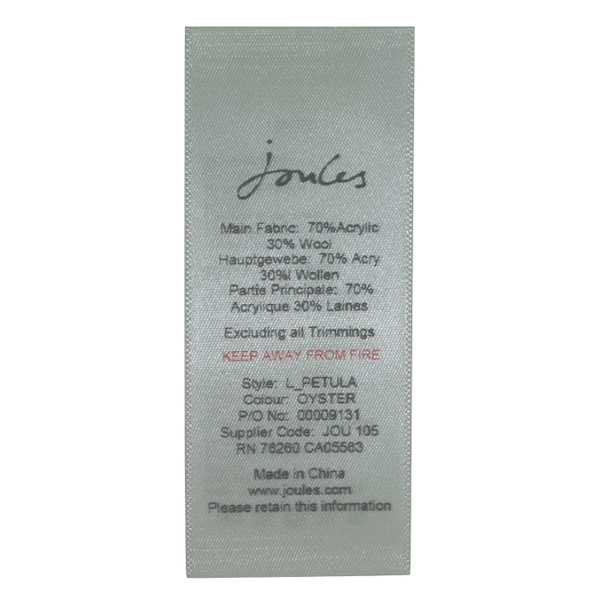 Joules
Main Fabric: 70%Acrylic
30% Wool
Hauptgewebe: 70% Acry
30%l Wollen
Partie Principale: 70%
Acrylique 30% Laines
Excluding all Trimmings
KEEP AWAY FROM FIRE
Style: L_PETULA
Colour: OYSTER
P/O No: 00009131
Supplier Code: JOU 105
RN 76260 CA05563
Made in China
www.joules.com
Please retain this information